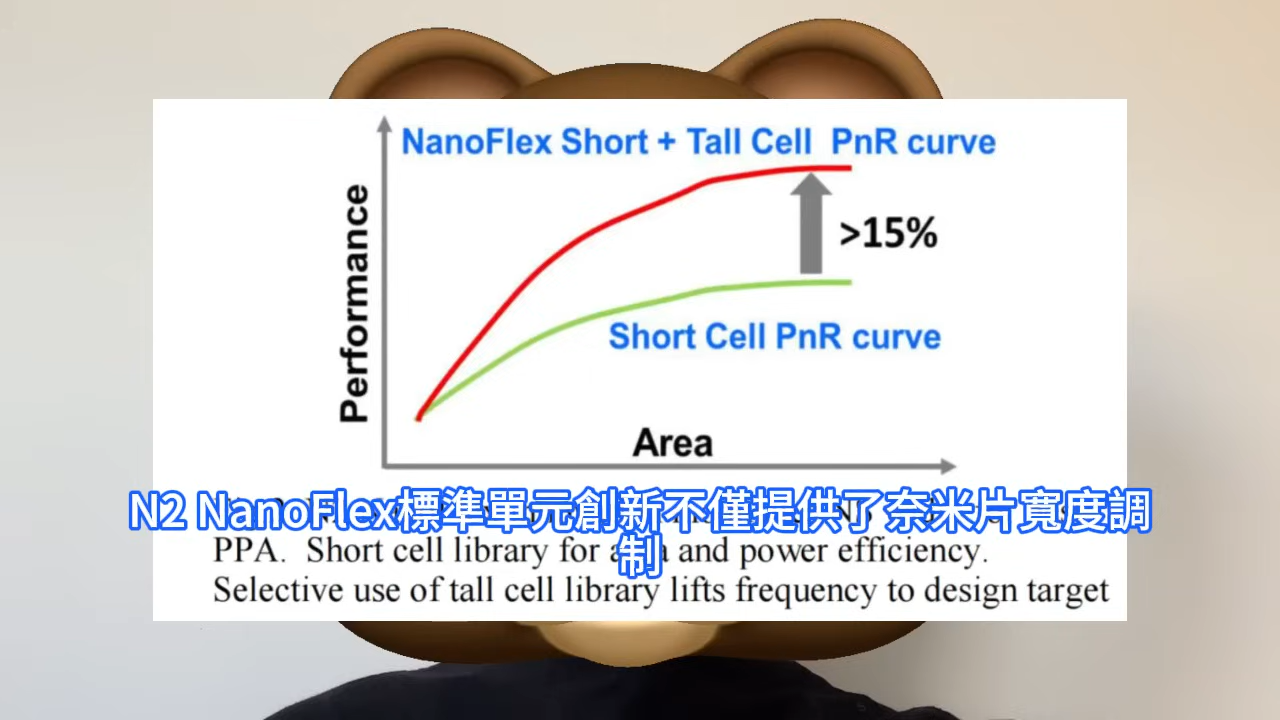 NanoFlex Short + Tall Cell PnR curve
>15%
Short Cell PnR curve
Performance
Area
N2 NanoFlex標準單元創新不僅提供了奈米片寬度調
制
PPA. Short cell library for and power efficiency.
Selective use of tall cell library lifts frequency to design target